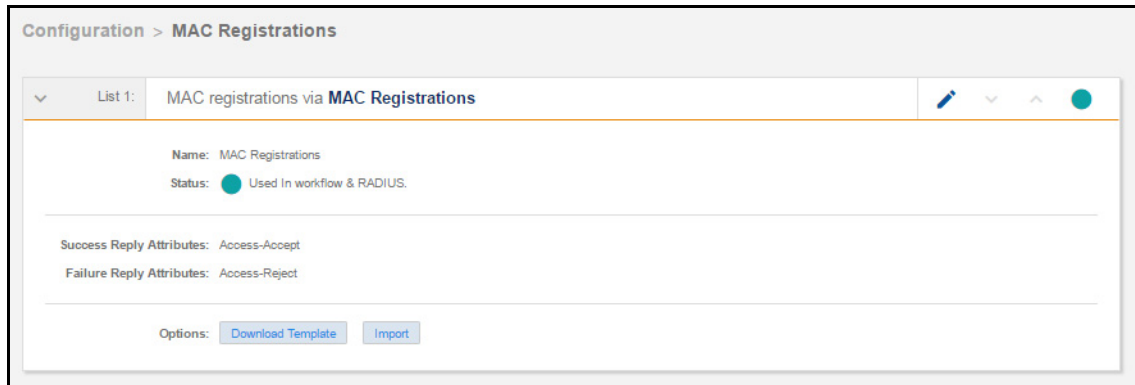 Configuration > MAC Registrations
List 1: MAC registrations via MAC Registrations
Name: MAC Registrations
Status: Used In workflow & RADIUS.
Success Reply Attributes: Access-Accept
Failure Reply Attributes: Access-Reject
Options: Download Template Import